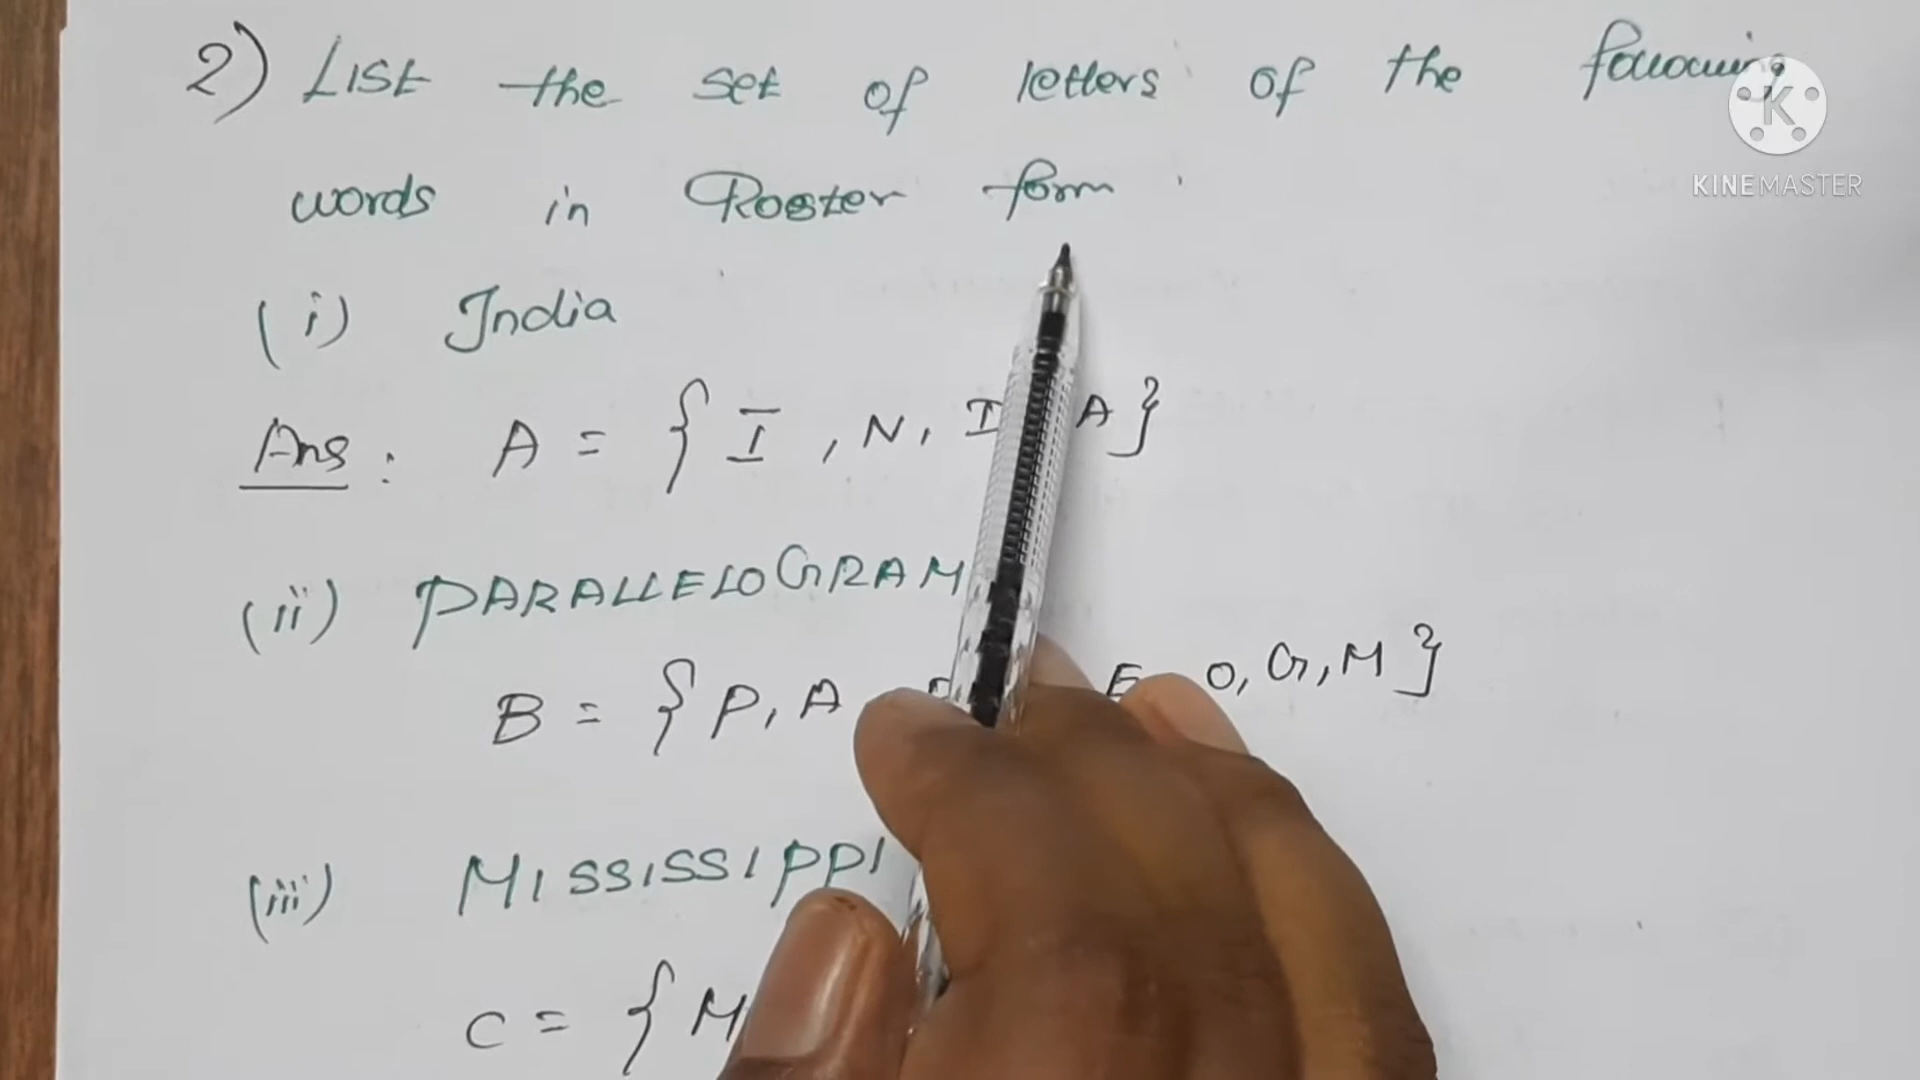 2) List the set of letters of the following
words in Roster form.
(i) India
Ans : A = { I , N, I A }
(ii) PARALLELOGRAM
B = { P, A E O, G, M }
(iii) MISSISSIPPI
C = { M
K
KINEMASTER